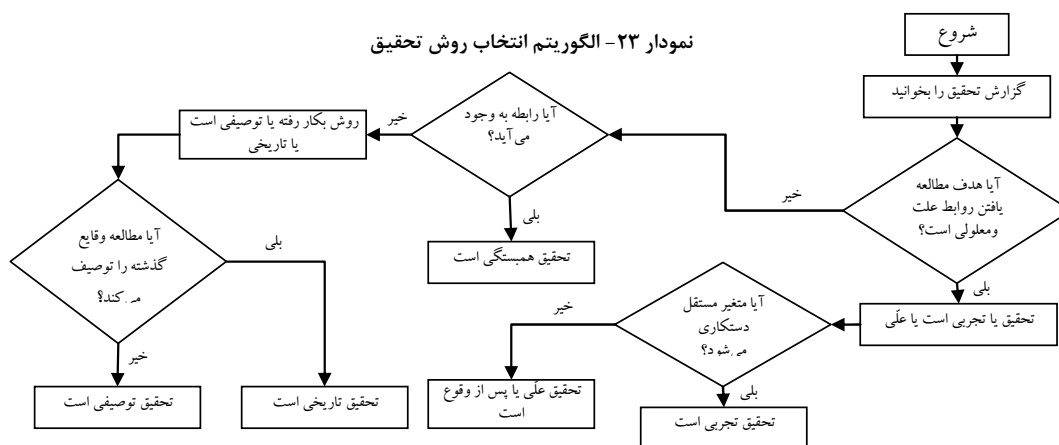 نمودار ۲۳- الگوریتم انتخاب روش تحقیق
شروع
گزارش تحقیق را بخوانید
آیا هدف مطالعه
یافتن روابط علت
ومعلولی است؟
خیر
بلی
آیا رابطه به وجود
می‌آید؟
خیر
بلی
روش بکار رفته یا توصیفی است
یا تاریخی
تحقیق همبستگی است
آیا مطالعه وقایع
گذشته را توصیف
می‌کند؟
بلی
خیر
تحقیق توصیفی است
تحقیق تاریخی است
تحقیق یا تجربی است یا علّی
آیا متغیر مستقل
دستکاری
می‌شود؟
خیر
بلی
تحقیق علّی یا پس از وقوع
است
تحقیق تجربی است